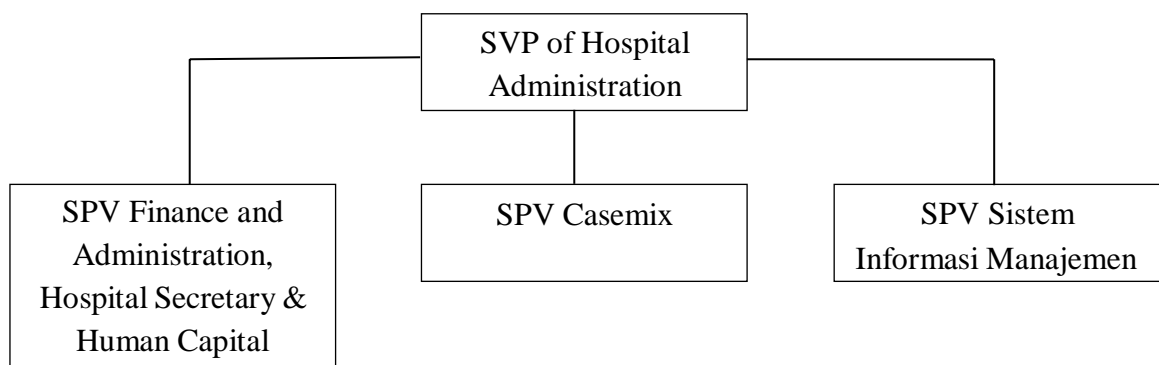 SVP of Hospital
Administration
SPV Finance and
Administration,
Hospital Secretary &
Human Capital
SPV Casemix
SPV Sistem
Informasi Manajemen